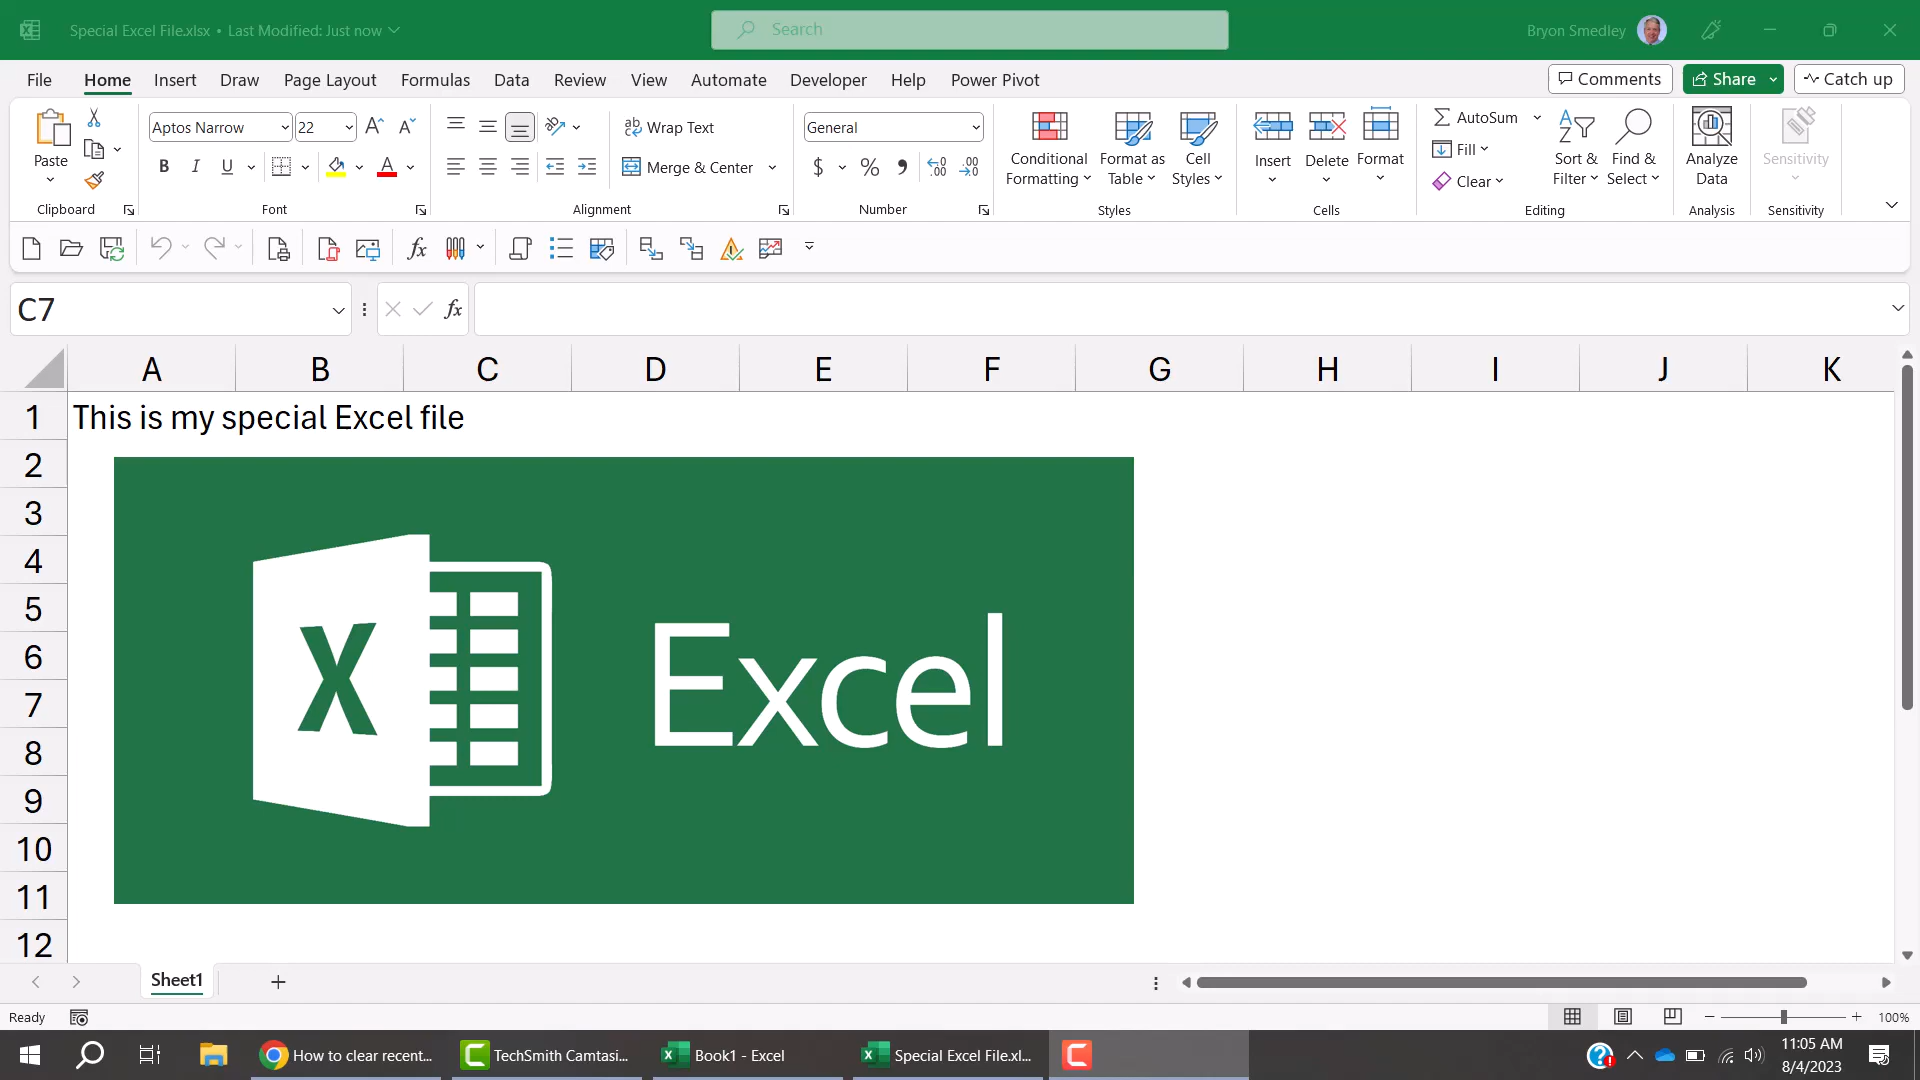 Special Excel File.xlsx • Last Modified: Just now
Search
Bryon Smedley
File Home Insert Draw Page Layout Formulas Data Review View Automate Developer Help Power Pivot
Comments Share Catch up
Paste
Clipboard
Aptos Narrow 22
B I U
Font
Wrap Text
Merge & Center
Alignment
General
$ % 9
Number
Conditional Formatting
Format as Table
Cell Styles
Styles
Insert Delete Format
Cells
AutoSum
Fill
Clear
Sort & Filter
Find & Select
Editing
Analyze Data
Analysis
Sensitivity
Sensitivity
C7
fx
A B C D E F G H I J K
1 This is my special Excel file
2
3
4
5
6
7
8
9
10
11
12
X Excel
Sheet1
Ready
100%
How to clear recent...
TechSmith Camtasi...
Book1 - Excel
Special Excel File.xl...
11:05 AM
8/4/2023